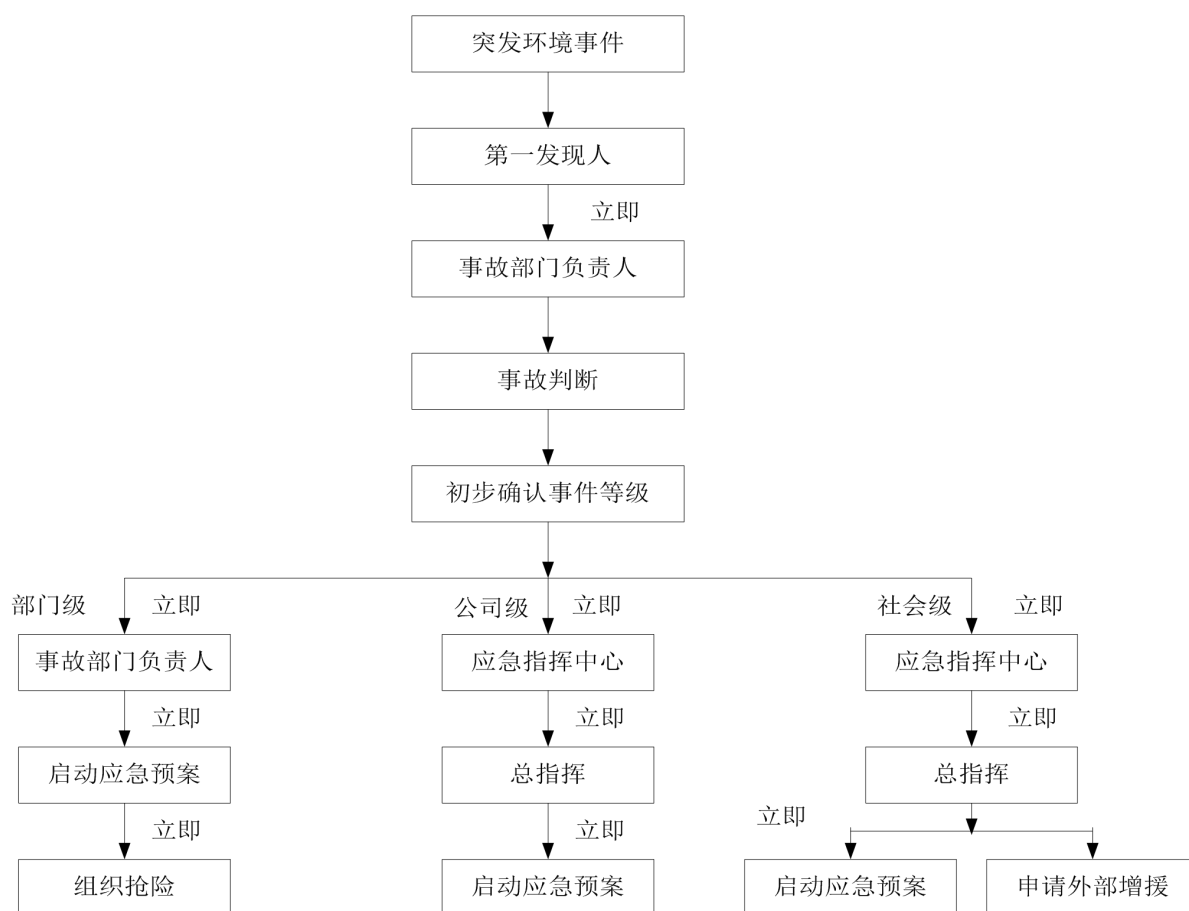 突发环境事件
第一发现人
立即
事故部门负责人
事故判断
初步确认事件等级
部门级 立即 公司级 立即 社会级 立即
事故部门负责人 应急指挥中心 应急指挥中心
立即 立即 立即
启动应急预案 总指挥 总指挥
立即 立即 立即
组织抢险 启动应急预案 启动应急预案 申请外部增援